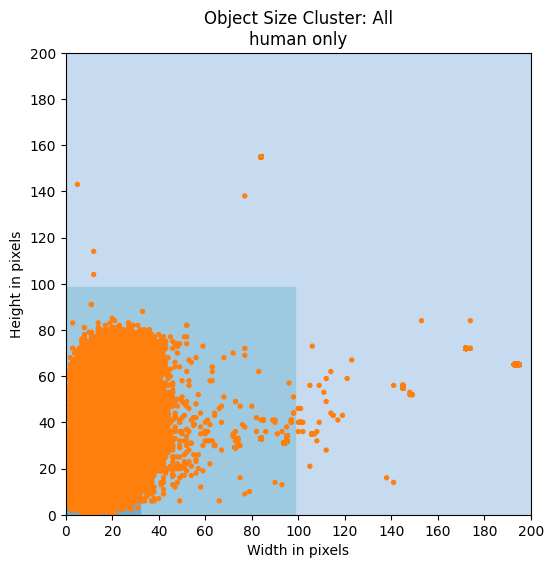 Object Size Cluster: All
human only
200
180
160
140
120
100
80
60
40
20
0
Height in pixels
0 20 40 60 80 100 120 140 160 180 200
Width in pixels